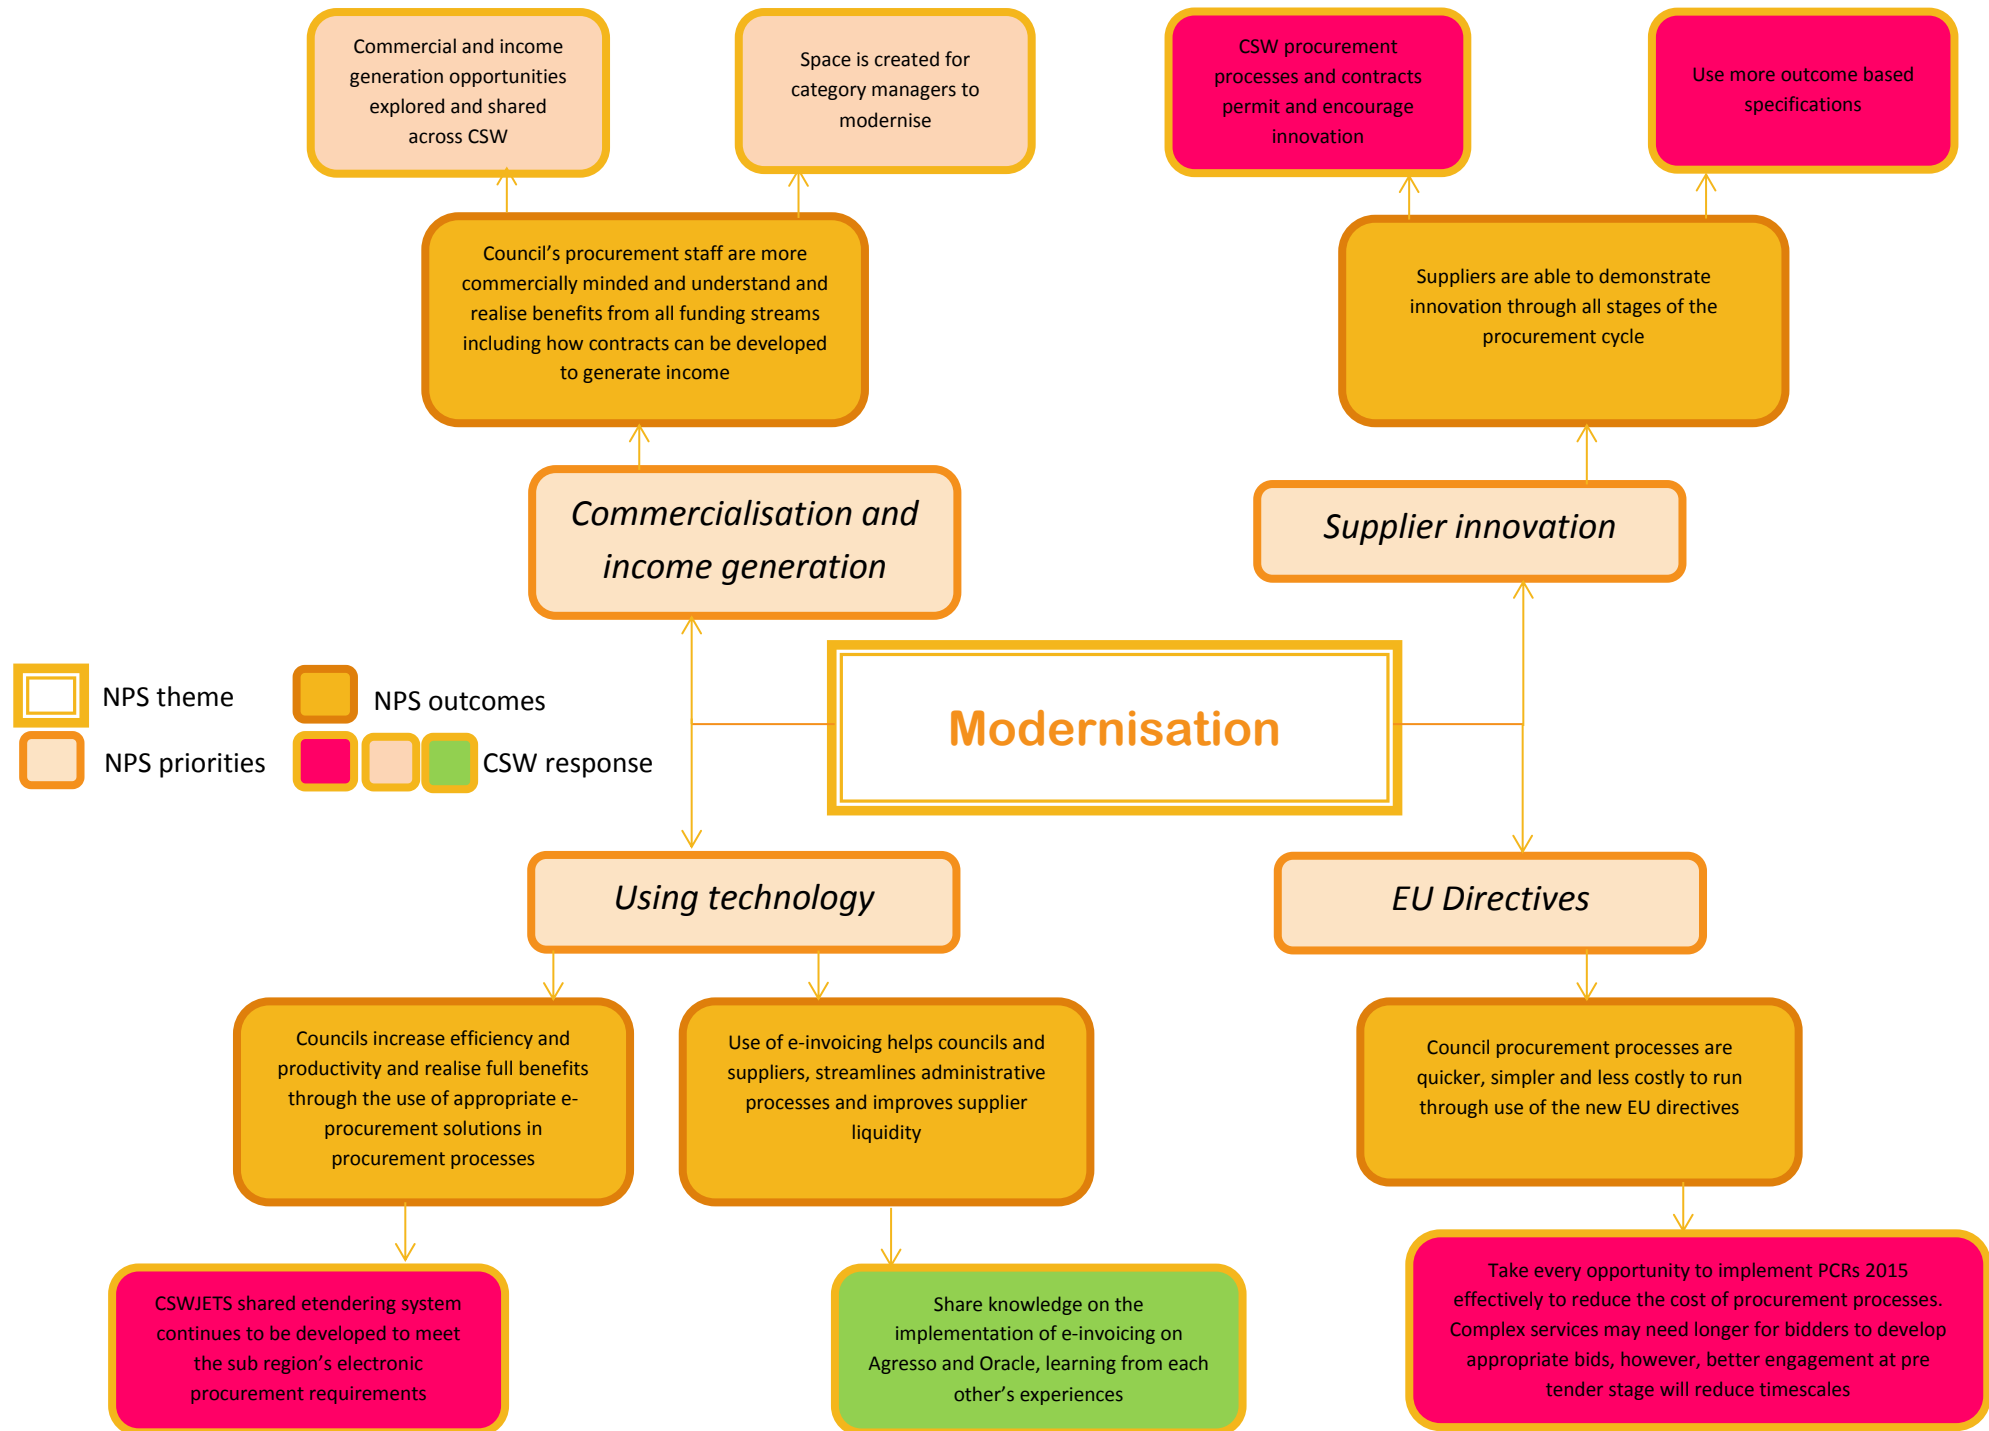 Commercial and income
generation opportunities
explored and shared
across CSW
Space is created for
category managers to
modernise
CSW procurement
processes and contracts
permit and encourage
innovation
Use more outcome based
specifications
Council’s procurement staff are more
commercially minded and understand and
realise benefits from all funding streams
including how contracts can be developed
to generate income
Suppliers are able to demonstrate
innovation through all stages of the
procurement cycle
Commercialisation and
income generation
Supplier innovation
NPS theme
NPS outcomes
NPS priorities
CSW response
Modernisation
Using technology
EU Directives
Councils increase efficiency and
productivity and realise full benefits
through the use of appropriate e-
procurement solutions in
procurement processes
Use of e-invoicing helps councils and
suppliers, streamlines administrative
processes and improves supplier
liquidity
Council procurement processes are
quicker, simpler and less costly to run
through use of the new EU directives
CSWJETS shared etendering system
continues to be developed to meet
the sub region’s electronic
procurement requirements
Share knowledge on the
implementation of e-invoicing on
Agresso and Oracle, learning from each
other’s experiences
Take every opportunity to implement PCRs 2015
effectively to reduce the cost of procurement processes.
Complex services may need longer for bidders to develop
appropriate bids, however, better engagement at pre
tender stage will reduce timescales